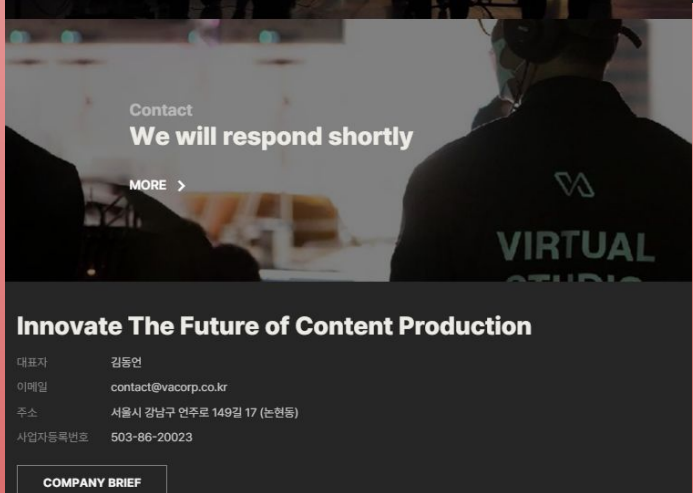 Contact
We will respond shortly
MORE
VIRTUAL
STUDIO
Innovate The Future of Content Production
대표자 김동언
이메일 contact@vacorp.co.kr
주소 서울시 강남구 언주로 149길 17 (논현동)
사업자등록번호 503-86-20023
COMPANY BRIEF